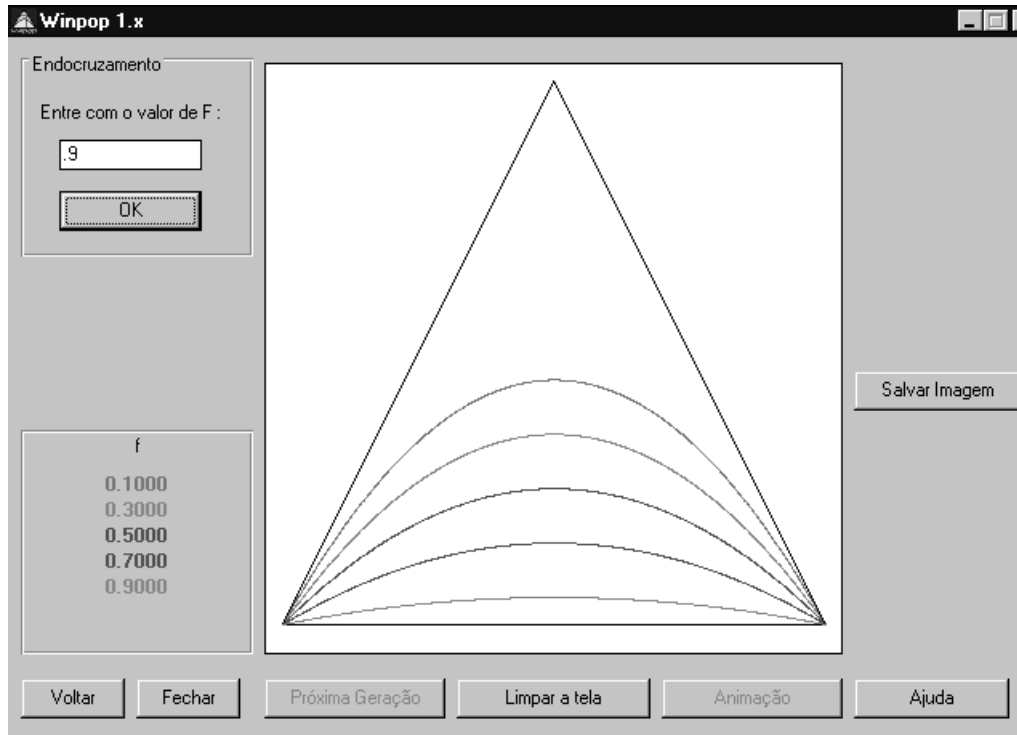 Winpop 1.x
Endocruzamento
Entre com o valor de F :
.9
OK
Salvar Imagem
f
0.1000
0.3000
0.5000
0.7000
0.9000
Voltar
Fechar
Próxima Geração
Limpar a tela
Animação
Ajuda